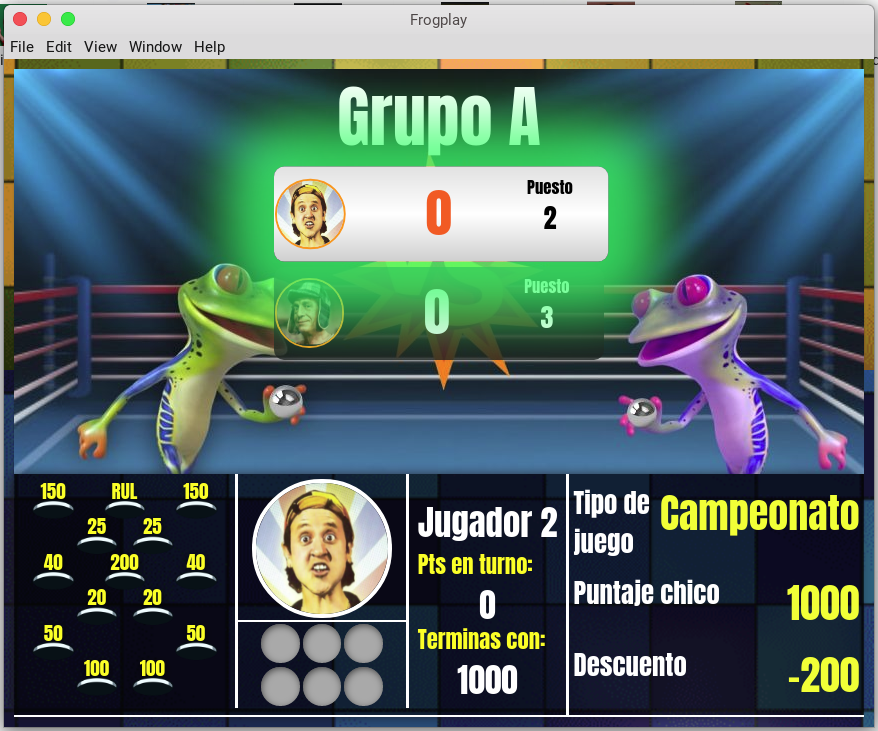 Frogplay
File Edit View Window Help
Grupo A
Puesto
0
2
Puesto
0
3
150 RUL 150
25 25
40 200 40
20 20
50 50
100 100
Jugador 2
Pts en turno:
0
Terminas con:
1000
Tipo de
juego
Campeonato
Puntaje chico
1000
Descuento
-200